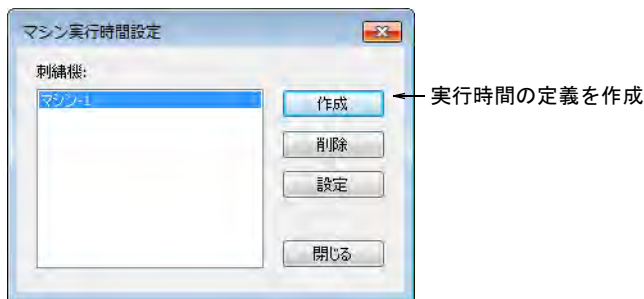 マシン実行時間設定
刺繍機:
マシン-1
作成
実行時間の定義を作成
削除
設定
閉じる